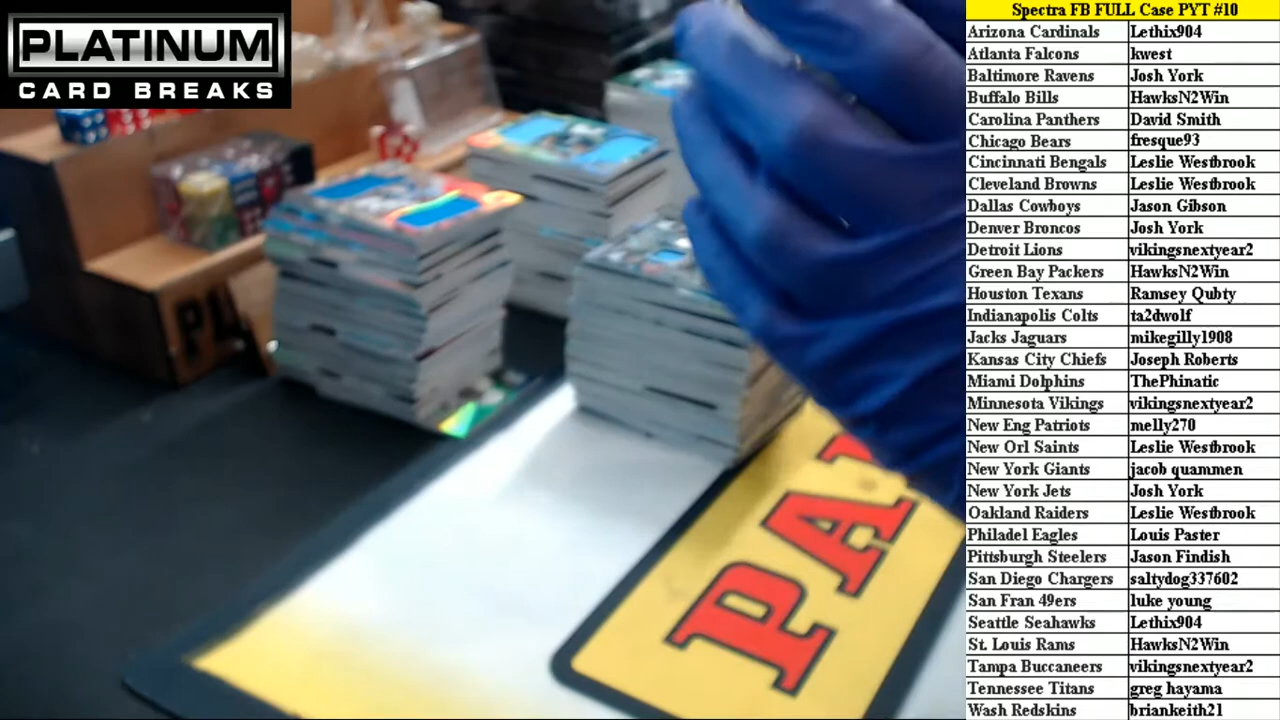 PLATINUM
CARD BREAKS
Spectra FB FULL Case PYT #10
Arizona Cardinals Lethix904
Atlanta Falcons kwest
Baltimore Ravens Josh York
Buffalo Bills HawksN2Win
Carolina Panthers David Smith
Chicago Bears fresque93
Cincinnati Bengals Leslie Westbrook
Cleveland Browns Leslie Westbrook
Dallas Cowboys Jason Gibson
Denver Broncos Josh York
Detroit Lions vikingsnextyear2
Green Bay Packers HawksN2Win
Houston Texans Ramsey Qubty
Indianapolis Colts ta2dwolf
Jacks Jaguars mikegilly1908
Kansas City Chiefs Joseph Roberts
Miami Dolphins ThePhinatic
Minnesota Vikings vikingsnextyear2
New Eng Patriots melly270
New Orl Saints Leslie Westbrook
New York Giants jacob quammen
New York Jets Josh York
Oakland Raiders Leslie Westbrook
Philadel Eagles Louis Paster
Pittsburgh Steelers Jason Findish
San Diego Chargers saltydog337602
San Fran 49ers luke young
Seattle Seahawks Lethix904
St. Louis Rams HawksN2Win
Tampa Buccaneers vikingsnextyear2
Tennessee Titans greg hayama
Wash Redskins briankeith21
PA